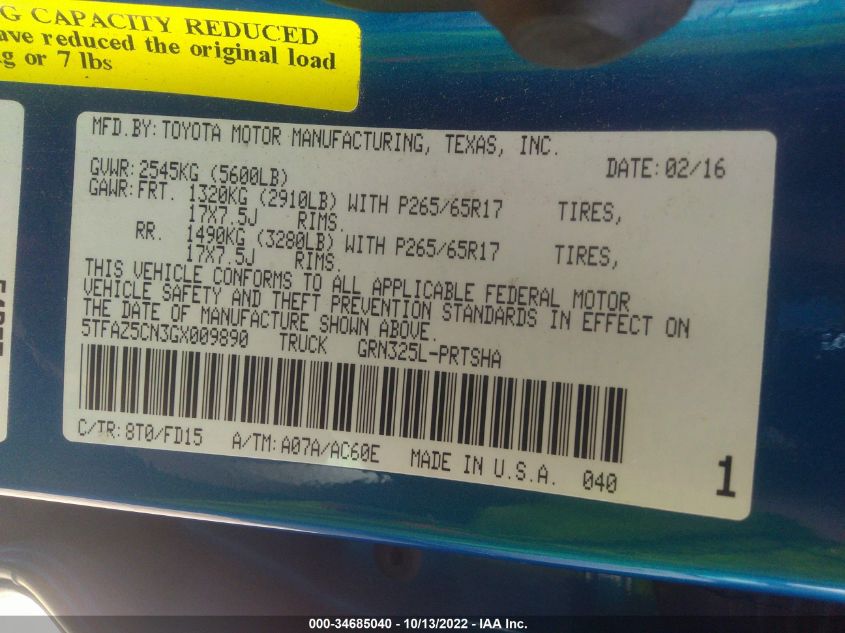 G CAPACITY REDUCED
ave reduced the original load
g or 7 lbs
MFD.BY:TOYOTA MOTOR MANUFACTURING, TEXAS, INC.
GVWR:2545KG (5600LB) DATE:02/16
GAWR:FRT. 1320KG (2910LB) WITH P265/65R17 TIRES,
17X7.5J RIMS.
RR. 1490KG (3280LB) WITH P265/65R17 TIRES,
17X7.5J RIMS.
THIS VEHICLE CONFORMS TO ALL APPLICABLE FEDERAL MOTOR
VEHICLE SAFETY AND THEFT PREVENTION STANDARDS IN EFFECT ON
THE DATE OF MANUFACTURE SHOWN ABOVE.
5TFAZ5CN3GX009890 TRUCK GRN325L-PRTSHA
C/TR:8T0/FD15 A/TM:A07A/AC60E MADE IN U.S.A. 040
1
000-34685040 - 10/13/2022 - IAA Inc.